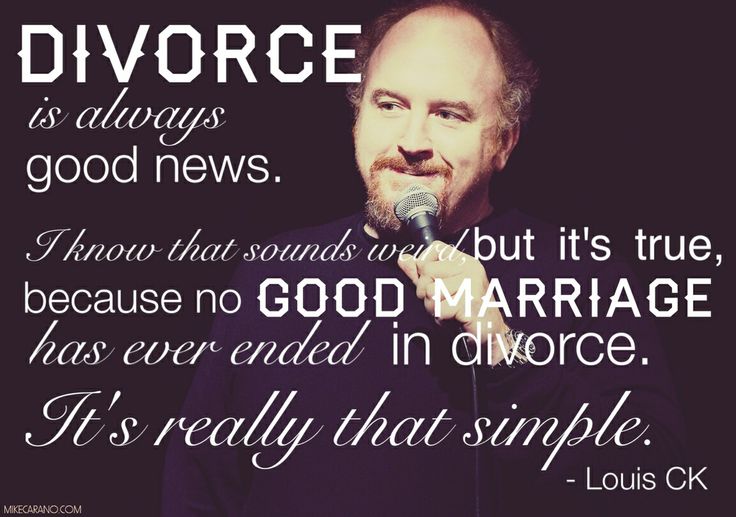 DIVORCE
is always
good news.
I know that sounds weird, but it's true,
because no GOOD MARRIAGE
has ever ended in divorce.
It's really that simple.
- Louis CK
MIKECARANO.COM